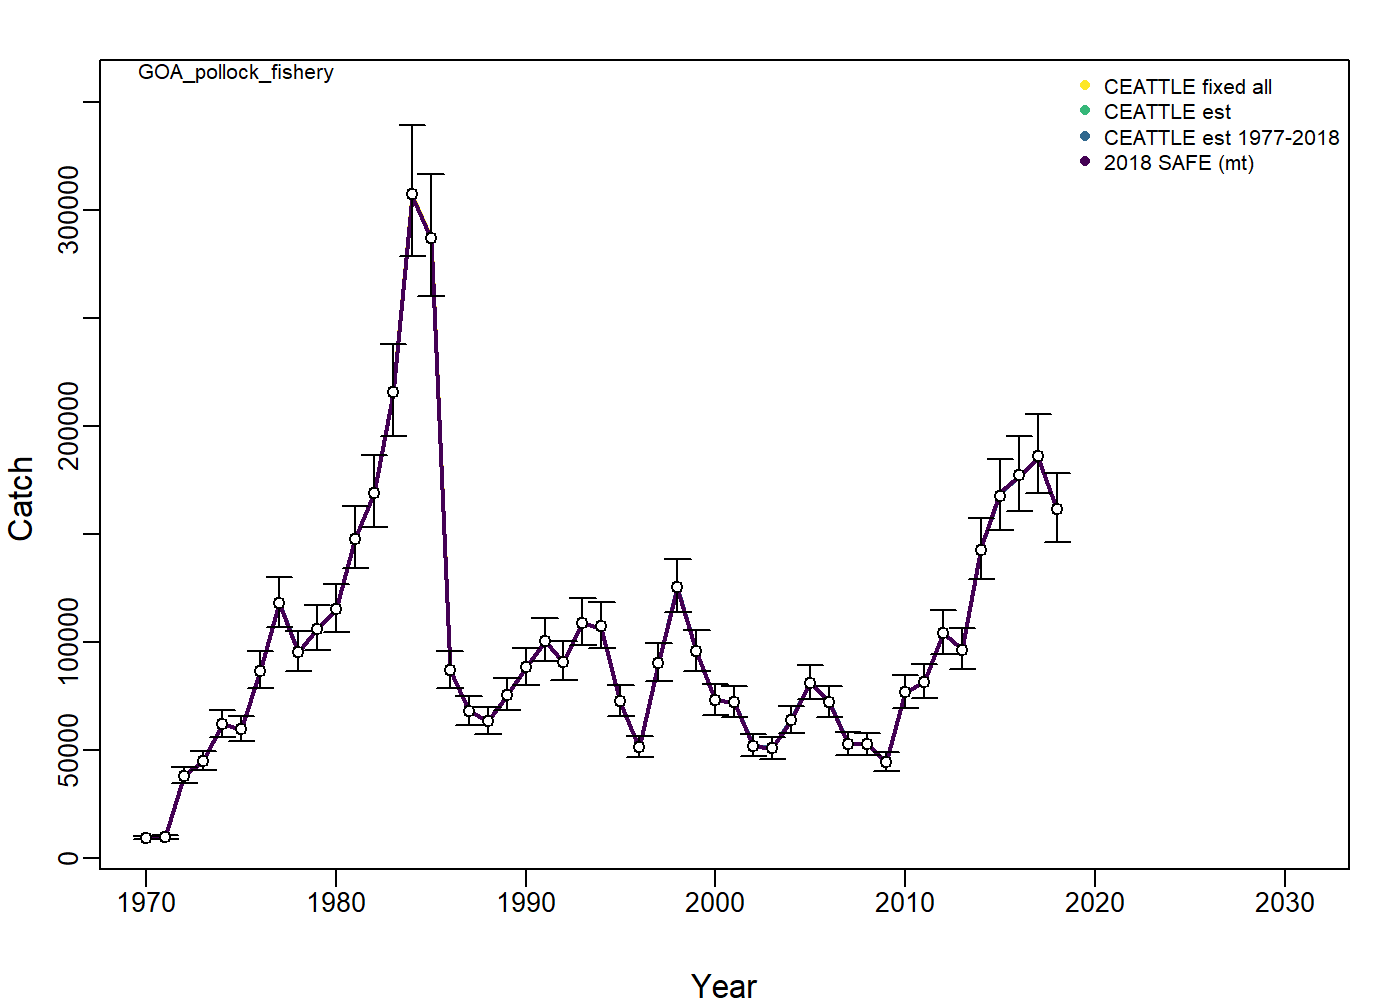 GOA_pollock_fishery
CEATTLE fixed all
CEATTLE est
CEATTLE est 1977-2018
2018 SAFE (mt)
Catch
300000
200000
100000
50000
0
1970 1980 1990 2000 2010 2020 2030
Year